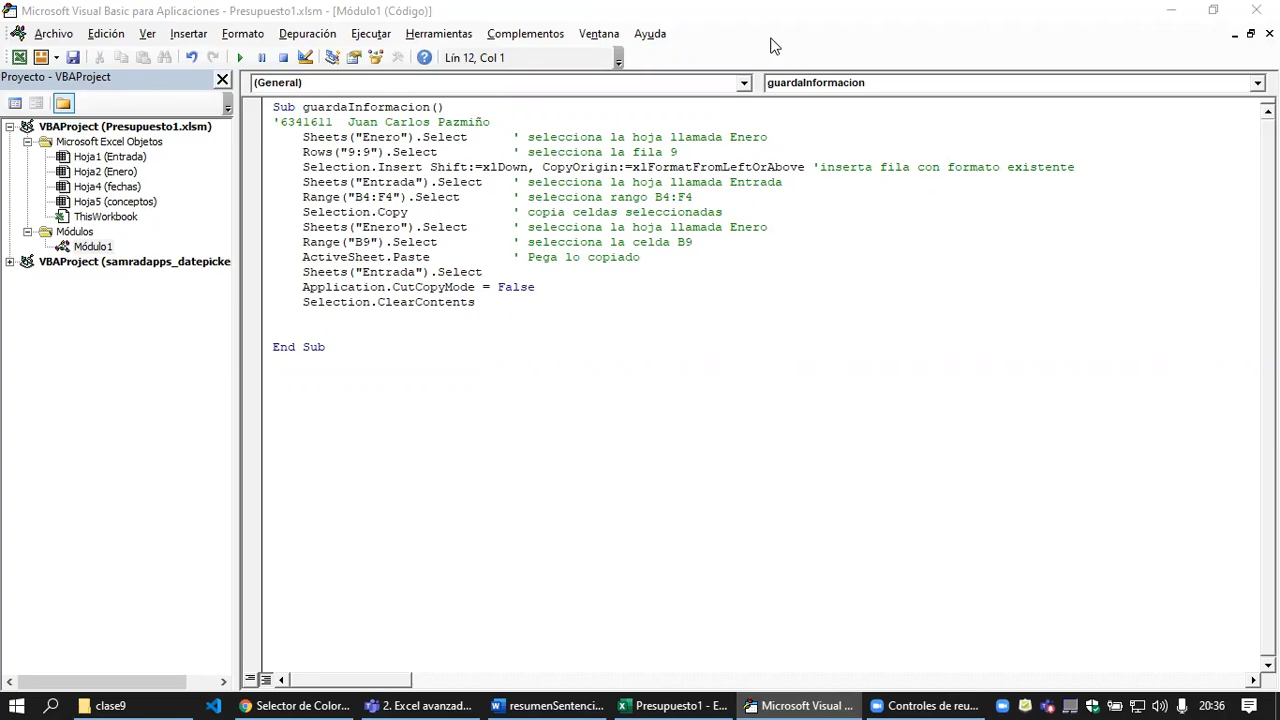 Microsoft Visual Basic para Aplicaciones - Presupuesto1.xlsm - [Módulo1 (Código)]
Archivo Edición Ver Insertar Formato Depuración Ejecutar Herramientas Complementos Ventana Ayuda
Lín 12, Col 1
Proyecto - VBAProject
(General)
guardaInformacion
VBAProject (Presupuesto1.xlsm)
Microsoft Excel Objetos
Hoja1 (Entrada)
Hoja2 (Enero)
Hoja4 (fechas)
Hoja5 (conceptos)
ThisWorkbook
Módulos
Módulo1
VBAProject (samradapps_datepicke
Sub guardaInformacion()
'6341611  Juan Carlos Pazmiño
Sheets("Enero").Select ' selecciona la hoja llamada Enero
Rows("9:9").Select ' selecciona la fila 9
Selection.Insert Shift:=xlDown, CopyOrigin:=xlFormatFromLeftOrAbove 'inserta fila con formato existente
Sheets("Entrada").Select ' selecciona la hoja llamada Entrada
Range("B4:F4").Select ' selecciona rango B4:F4
Selection.Copy ' copia celdas seleccionadas
Sheets("Enero").Select ' selecciona la hoja llamada Enero
Range("B9").Select ' selecciona la celda B9
ActiveSheet.Paste ' Pega lo copiado
Sheets("Entrada").Select
Application.CutCopyMode = False
Selection.ClearContents
End Sub
clase9
Selector de Color...
2. Excel avanzad...
resumenSentenci...
Presupuesto1 - E...
Microsoft Visual ...
Controles de reu...
20:36